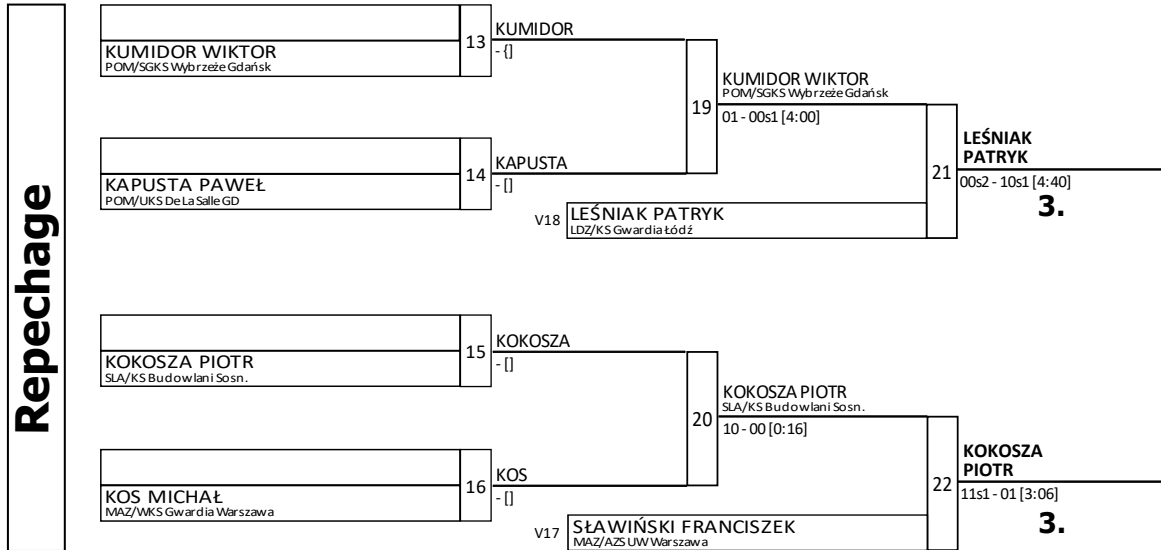 Repechage
KUMIDOR WIKTOR
POM/SGKS Wybrzeże Gdańsk
13
KUMIDOR
- {]
KAPUSTA PAWEŁ
POM/UKS De La Salle GD
14
KAPUSTA
- []
19
KUMIDOR WIKTOR
POM/SGKS Wybrzeże Gdańsk
01 - 00s1 [4:00]
V18
LEŚNIAK PATRYK
LDZ/KS Gwardia Łódź
21
LEŚNIAK
PATRYK
00s2 - 10s1 [4:40]
3.
KOKOSZA PIOTR
SLA/KS Budowlani Sosn.
15
KOKOSZA
- []
KOS MICHAŁ
MAZ/WKS Gwardia Warszawa
16
KOS
- []
20
KOKOSZA PIOTR
SLA/KS Budowlani Sosn.
10 - 00 [0:16]
V17
SŁAWIŃSKI FRANCISZEK
MAZ/AZS UW Warszawa
22
KOKOSZA
PIOTR
11s1 - 01 [3:06]
3.